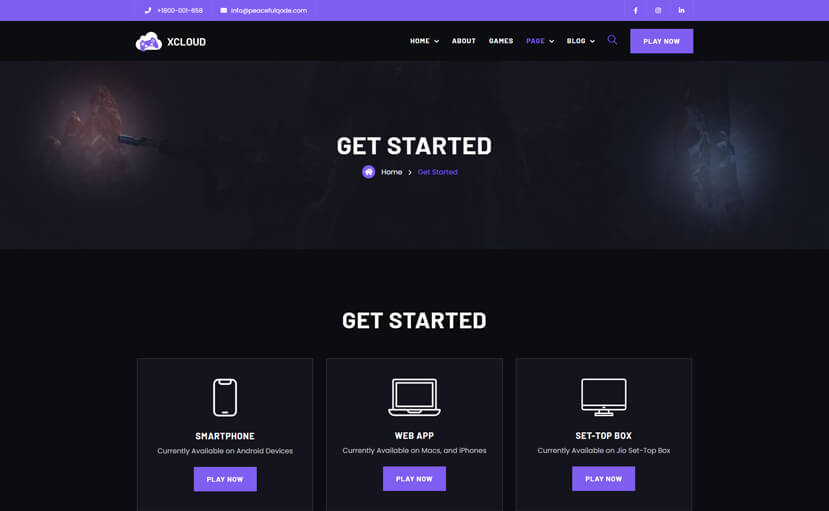 +1800-001-658 info@peacefulqode.com
XCLOUD HOME ABOUT GAMES PAGE BLOG PLAY NOW
GET STARTED
Home Get Started
GET STARTED
SMARTPHONE
Currently Available on Android Devices
PLAY NOW
WEB APP
Currently Available on Macs, and iPhones
PLAY NOW
SET-TOP BOX
Currently Available on Jio Set-Top Box
PLAY NOW